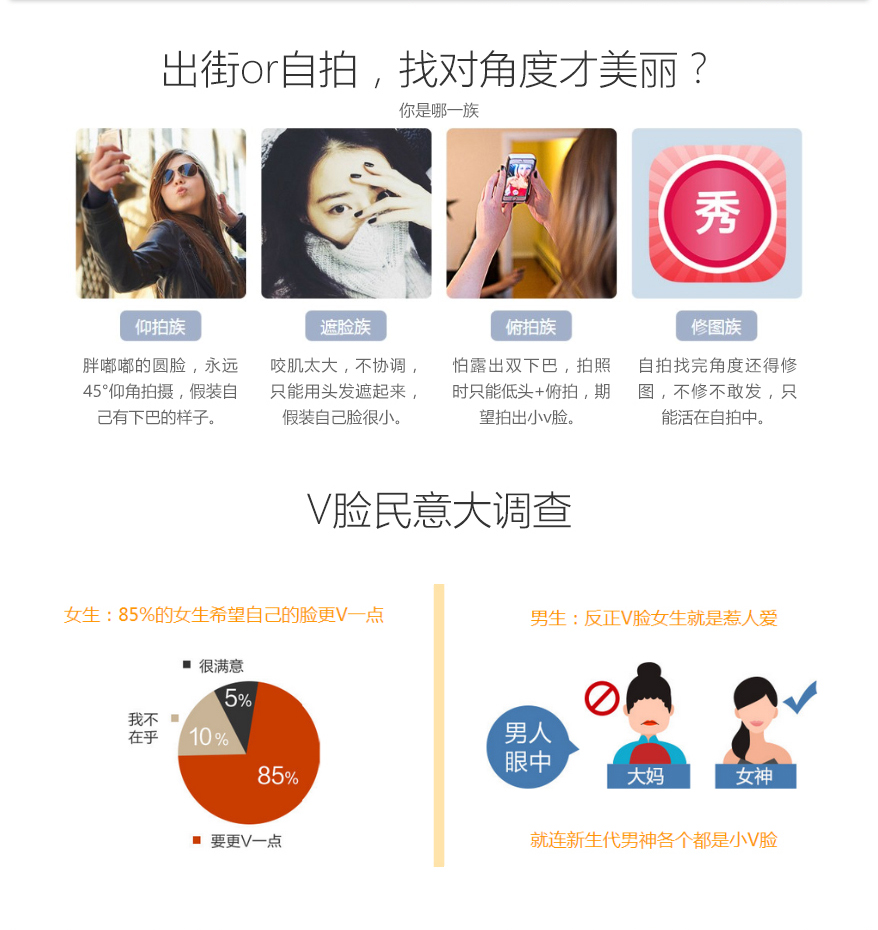 出街or自拍，找对角度才美丽？
你是哪一族
秀
仰拍族
遮脸族
俯拍族
修图族
胖嘟嘟的圆脸，永远
45°仰角拍摄，假装自
己有下巴的样子。
咬肌太大，不协调，
只能用头发遮起来，
假装自己脸很小。
怕露出双下巴，拍照
时只能低头+俯拍，期
望拍出小v脸。
自拍找完角度还得修
图，不修不敢发，只
能活在自拍中。
V脸民意大调查
女生：85%的女生希望自己的脸更V一点
很满意
5%
我不
在乎
10%
85%
要更V一点
男生：反正V脸女生就是惹人爱
男人
眼中
大妈
女神
就连新生代男神各个都是小V脸